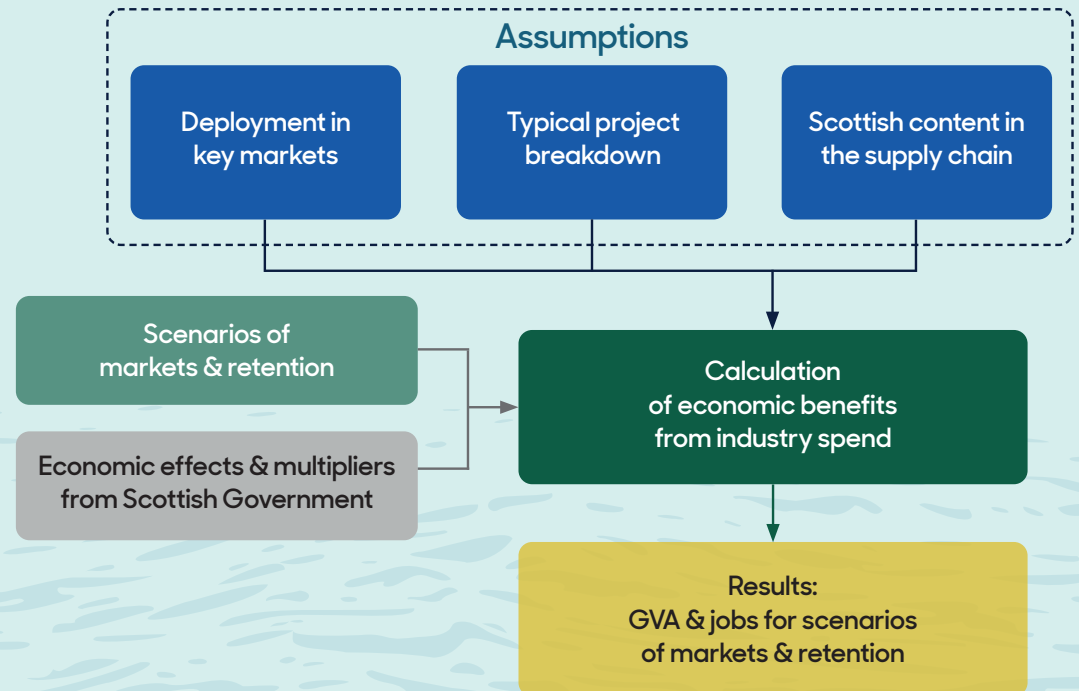 Assumptions
Deployment in
key markets
Typical project
breakdown
Scottish content in
the supply chain
Scenarios of
markets & retention
Economic effects & multipliers
from Scottish Government
Calculation
of economic benefits
from industry spend
Results:
GVA & jobs for scenarios
of markets & retention